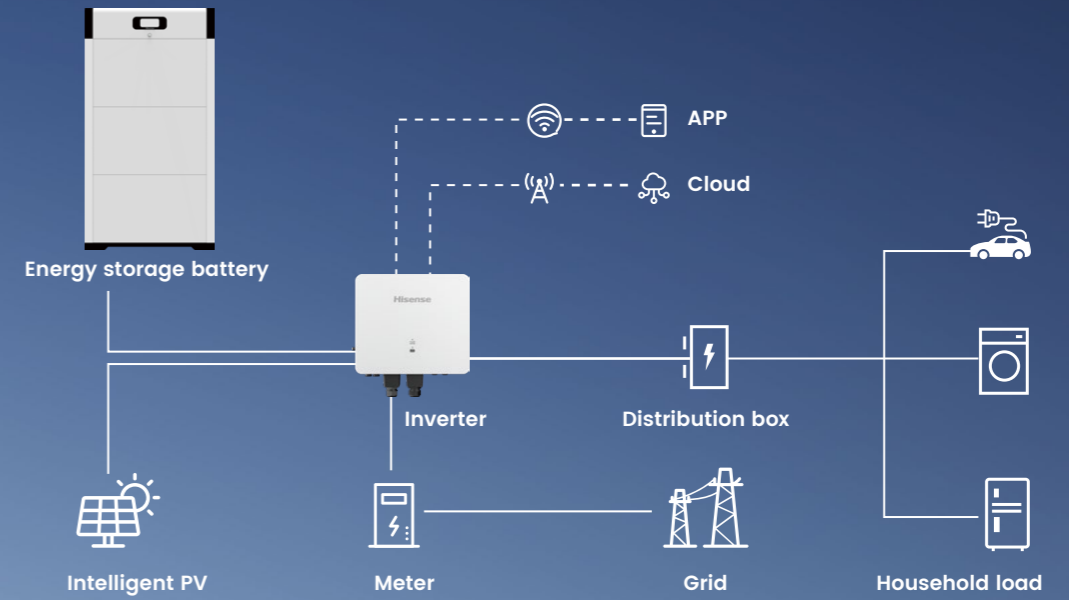 APP
Cloud
Energy storage battery
Hisense
Inverter
Distribution box
Intelligent PV
Meter
Grid
Household load